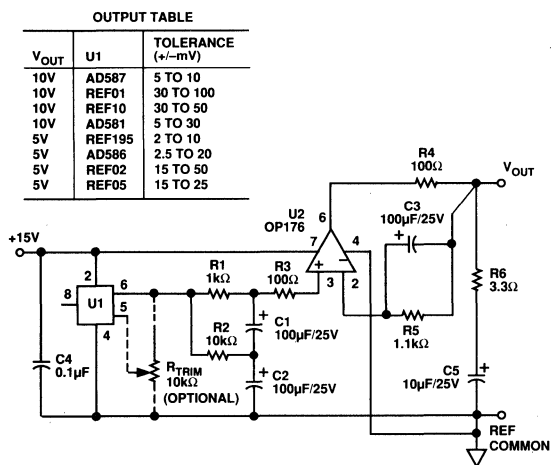 OUTPUT TABLE
VOUT U1 TOLERANCE (+/–mV)
10V AD587 5 TO 10
10V REF01 30 TO 100
10V REF10 30 TO 50
10V AD581 5 TO 30
5V REF195 2 TO 10
5V AD586 2.5 TO 20
5V REF02 15 TO 50
5V REF05 15 TO 25
R4
100Ω
VOUT
U2
OP176
6
C3
100µF/25V
+
+15V
7
4
R1
1kΩ
R3
100Ω
+
–
3
2
R6
3.3Ω
2
6
8
U1
5
4
R2
10kΩ
+
C1
100µF/25V
R5
1.1kΩ
C4
0.1µF
RTRIM
10kΩ
(OPTIONAL)
+
C2
100µF/25V
+
C5
10µF/25V
REF
COMMON